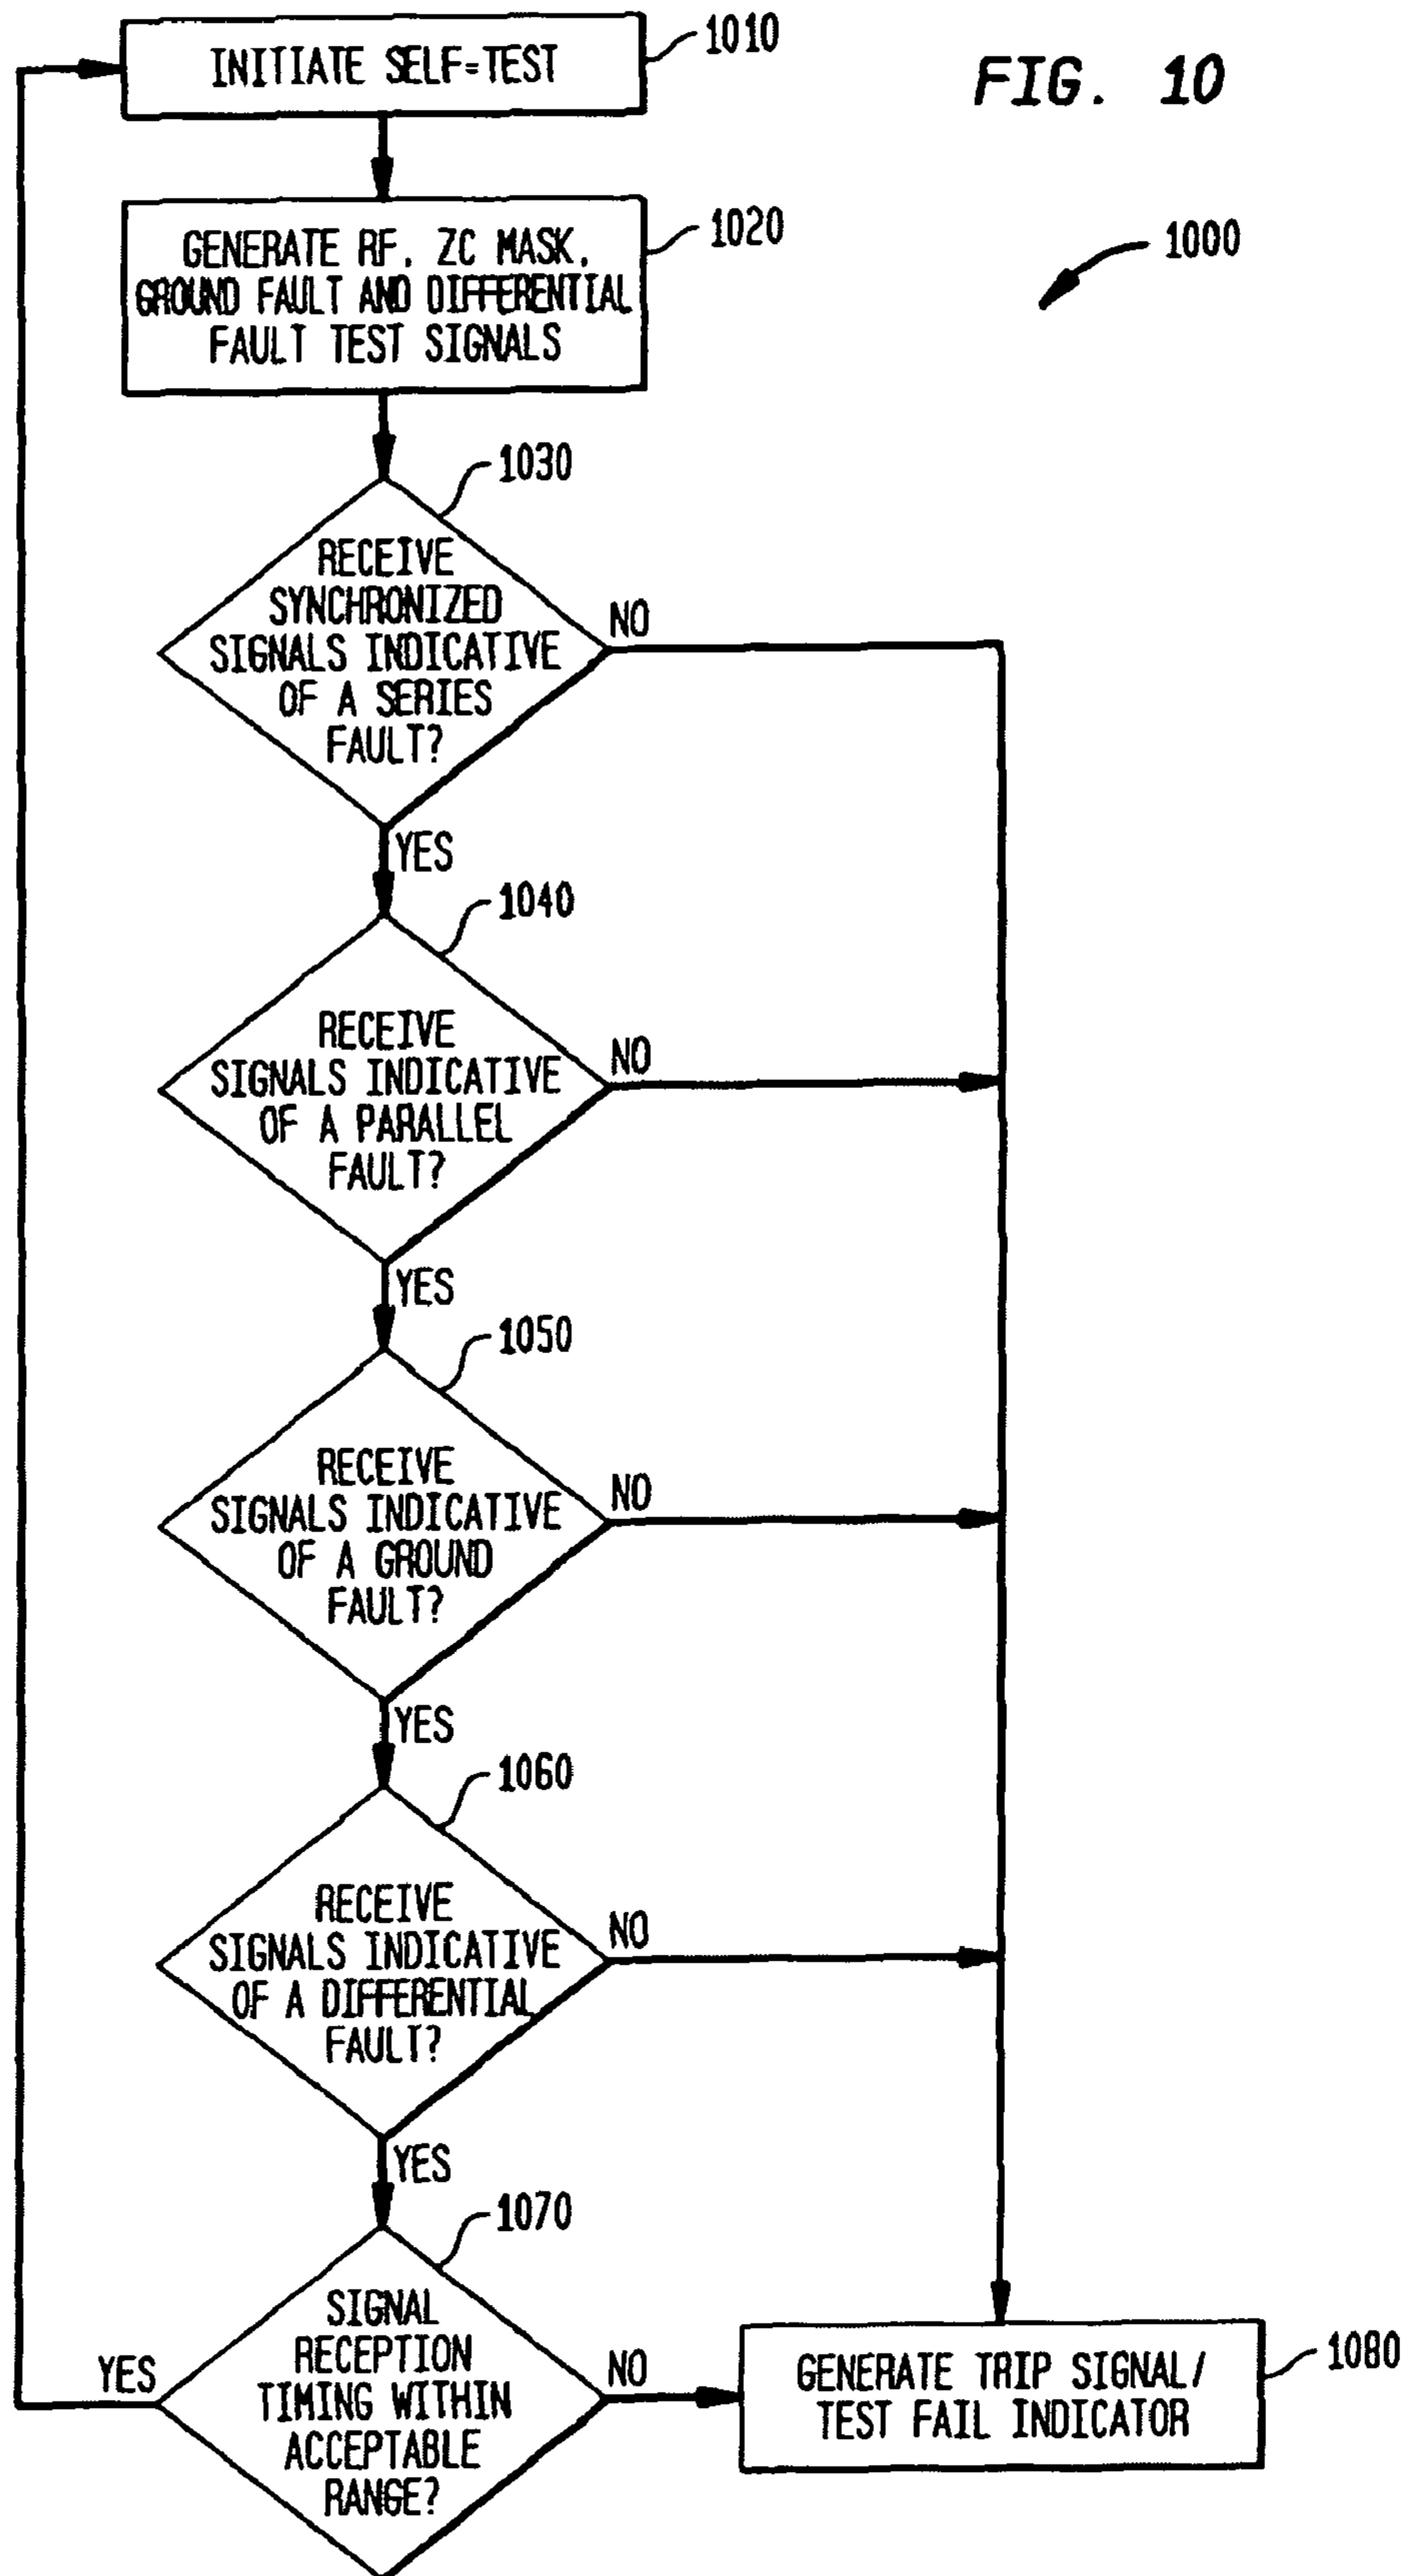 INITIATE SELF=TEST
1010
FIG. 10
GENERATE RF, ZC MASK,
GROUND FAULT AND DIFFERENTIAL
FAULT TEST SIGNALS
1020
1000
1030
RECEIVE
SYNCHRONIZED
SIGNALS INDICATIVE
OF A SERIES
FAULT?
NO
YES
1040
RECEIVE
SIGNALS INDICATIVE
OF A PARALLEL
FAULT?
NO
YES
1050
RECEIVE
SIGNALS INDICATIVE
OF A GROUND
FAULT?
NO
YES
1060
RECEIVE
SIGNALS INDICATIVE
OF A DIFFERENTIAL
FAULT?
NO
YES
1070
SIGNAL
RECEPTION
TIMING WITHIN
ACCEPTABLE
RANGE?
YES
NO
GENERATE TRIP SIGNAL/
TEST FAIL INDICATOR
1080